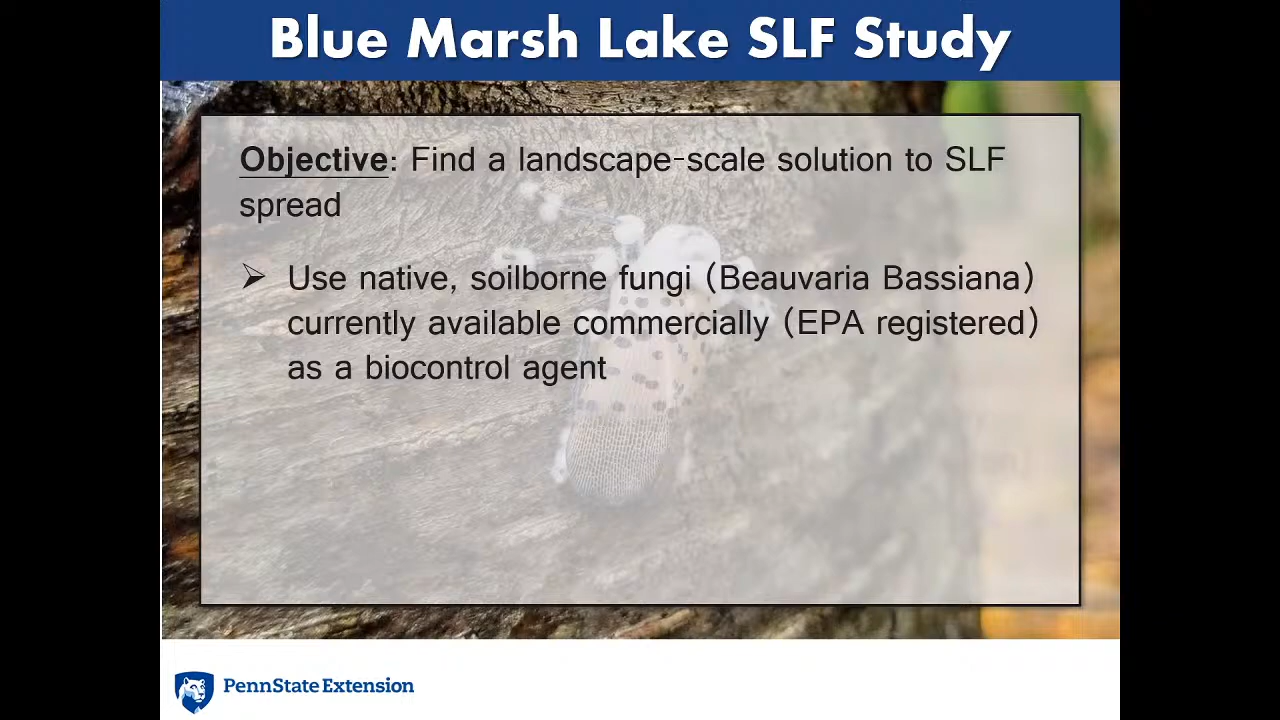 Blue Marsh Lake SLF Study
Objective: Find a landscape-scale solution to SLF
spread
➢ Use native, soilborne fungi (Beauvaria Bassiana)
currently available commercially (EPA registered)
as a biocontrol agent
PennState Extension